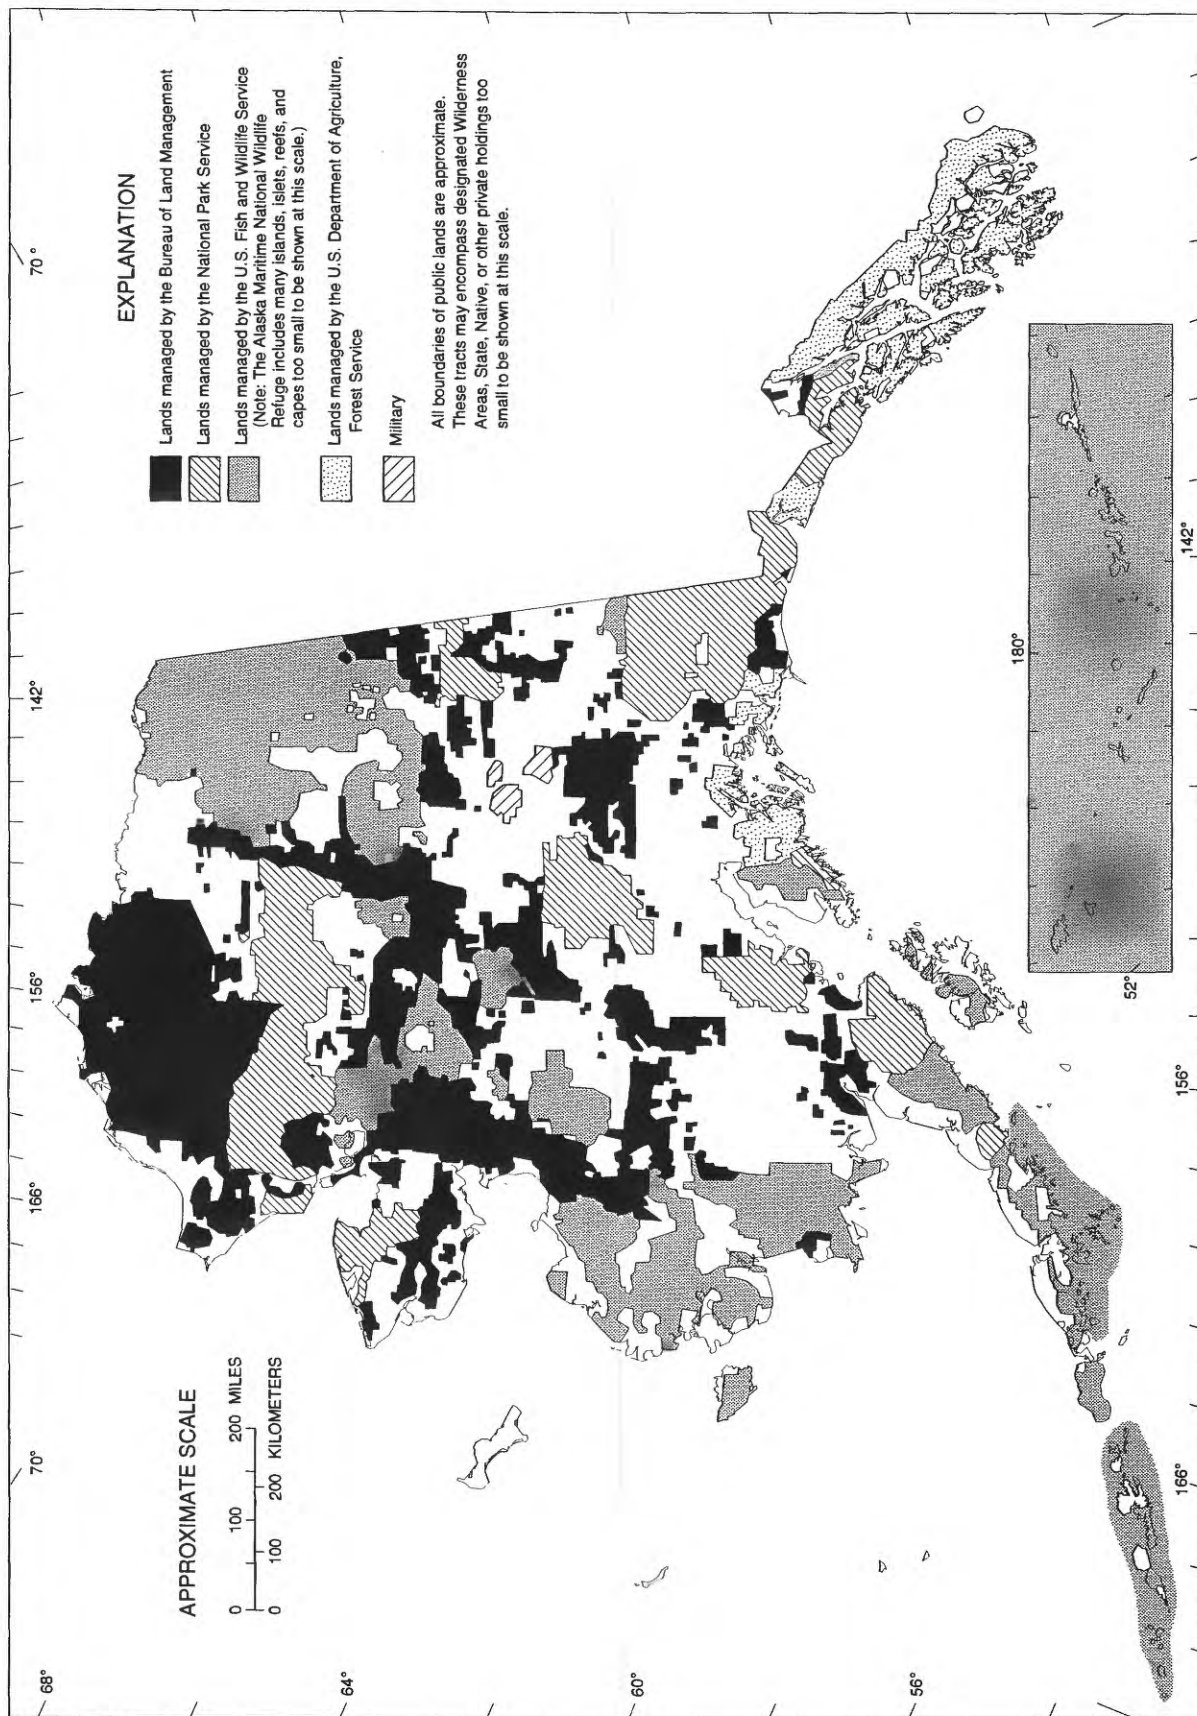 EXPLANATION
Lands managed by the Bureau of Land Management
Lands managed by the National Park Service
Lands managed by the U.S. Fish and Wildlife Service
(Note: The Alaska Maritime National Wildlife
Refuge includes many islands, islets, reefs, and
capes too small to be shown at this scale.)
Lands managed by the U.S. Department of Agriculture,
Forest Service
Military
All boundaries of public lands are approximate.
These tracts may encompass designated Wilderness
Areas, State, Native, or other private holdings too
small to be shown at this scale.
APPROXIMATE SCALE
0 100 200 MILES
0 100 200 KILOMETERS
70° 166° 156° 142° 70°
68°
64°
60°
56°
180°
52°
166° 156° 142°